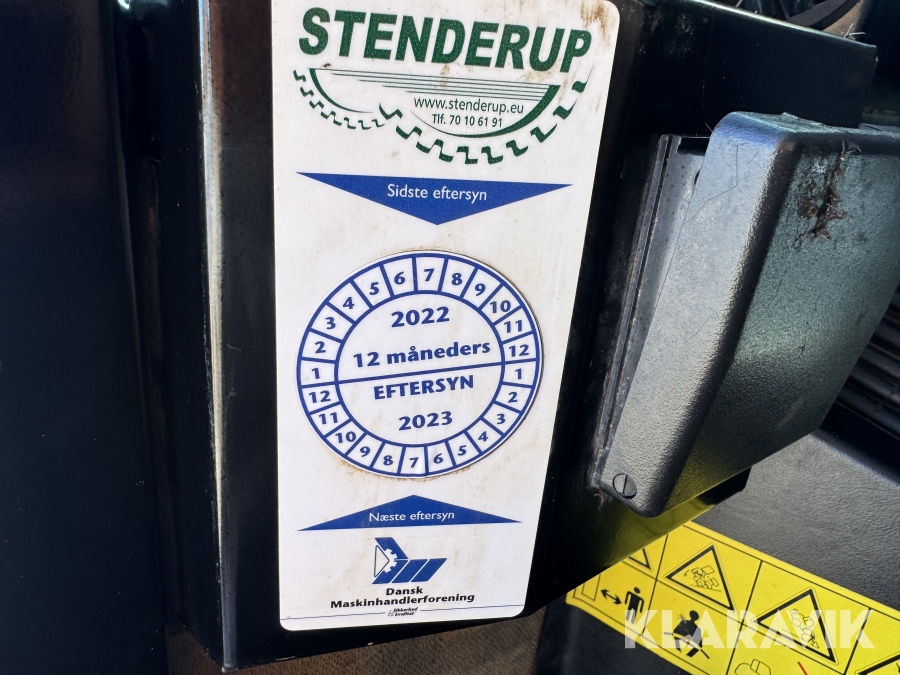 STENDERUP
www.stenderup.eu
Tlf. 70 10 61 91
Sidste eftersyn
1 2 3 4 5 6 7 8 9 10 11 12
2022
12 måneders
EFTERSYN
2023
12 11 10 9 8 7 6 5 4 3 2 1
Næste eftersyn
Dansk
Maskinhandlerforening
sikkerhed
& kvalitet
KLARAVIK